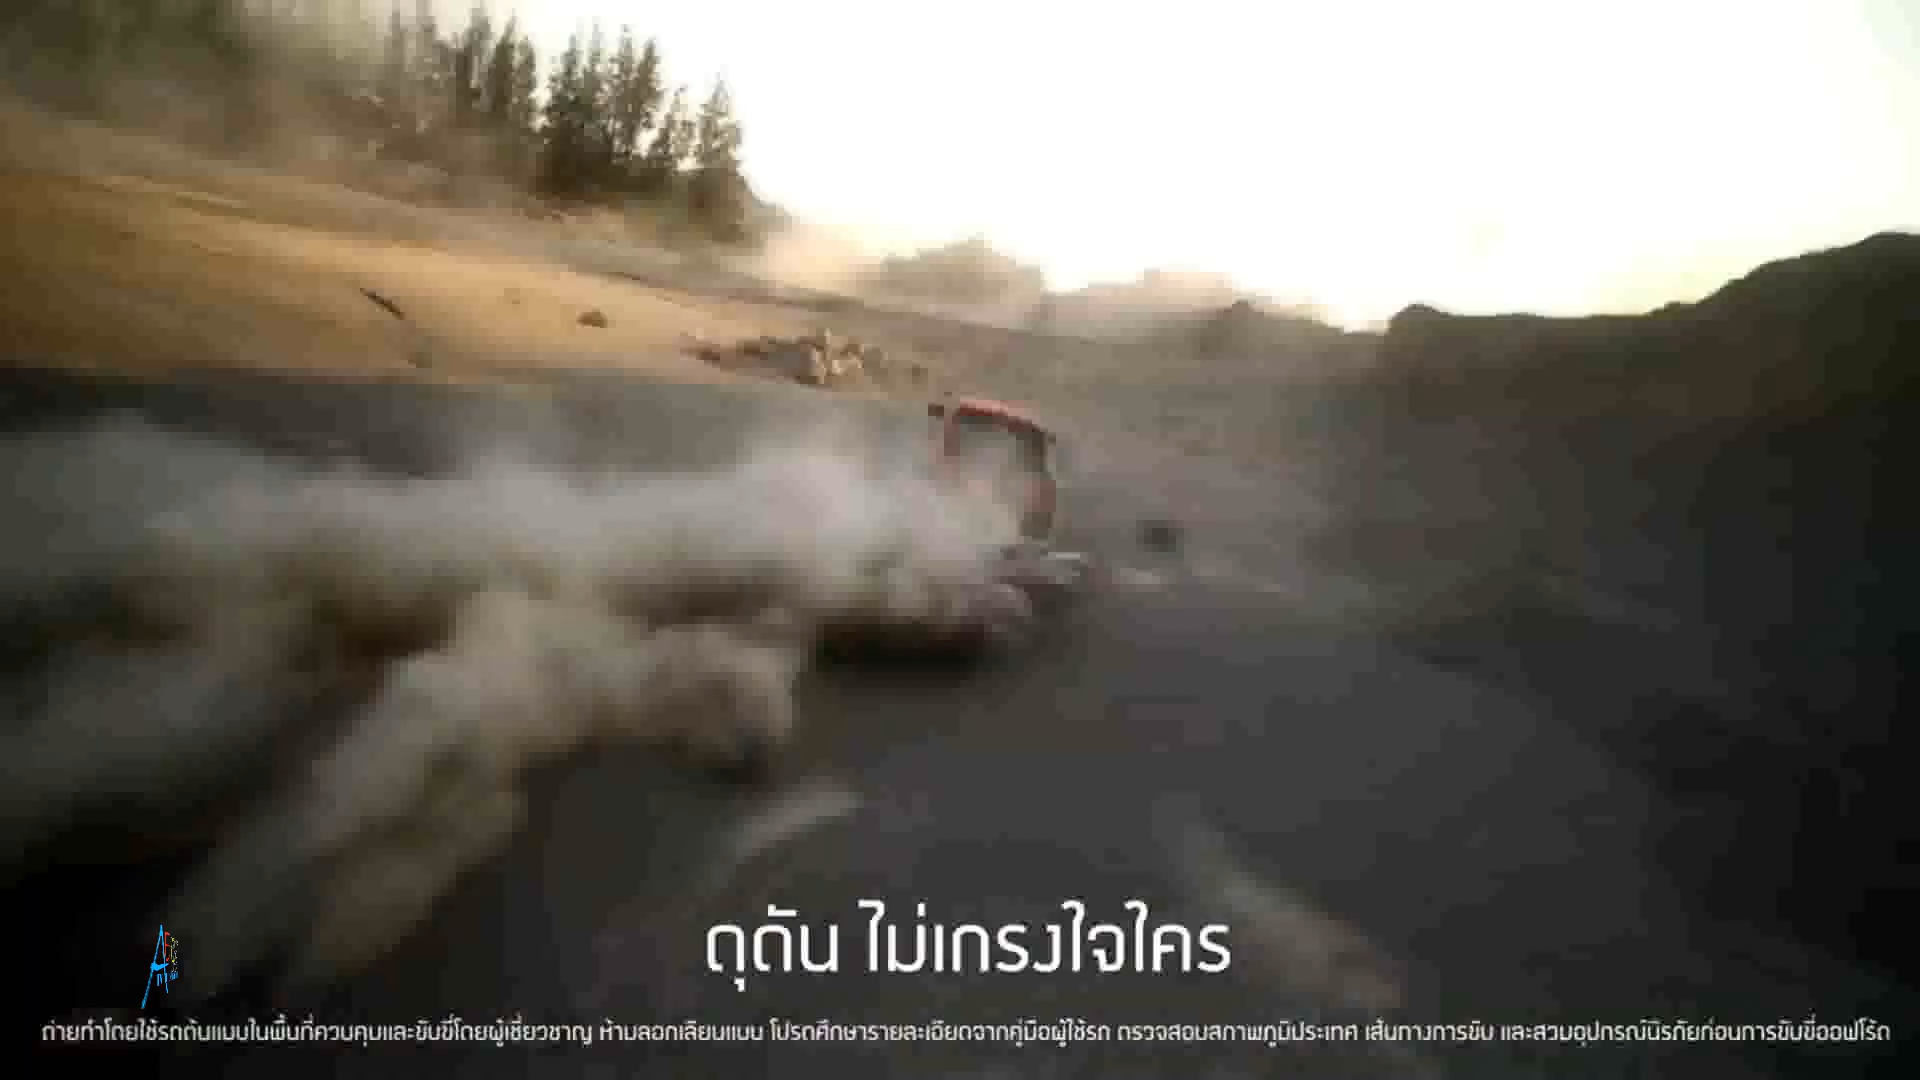 ดุดัน ไม่เกรงใจใคร
ถ่ายทำโดยใช้รถต้นแบบในพื้นที่ควบคุมและขับขี่โดยผู้เชี่ยวชาญ ห้ามลอกเลียนแบบ โปรดศึกษารายละเอียดจากคู่มือผู้ใช้รถ ตรวจสอบสภาพภูมิประเทศ เส้นทางการขับ และสวมอุปกรณ์นิรภัยก่อนการขับขี่ออฟโร้ด